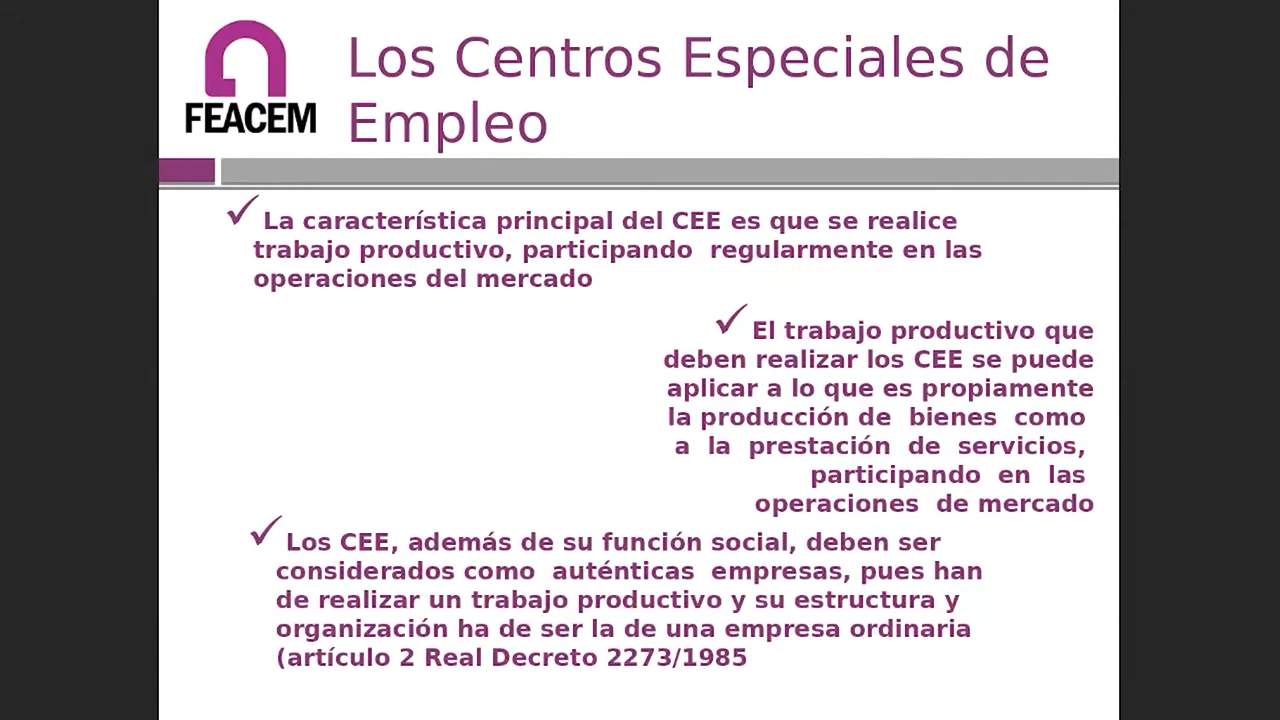 FEACEM
Los Centros Especiales de
Empleo
✓ La característica principal del CEE es que se realice
trabajo productivo, participando regularmente en las
operaciones del mercado
✓ El trabajo productivo que
deben realizar los CEE se puede
aplicar a lo que es propiamente
la producción de bienes como
a la prestación de servicios,
participando en las
operaciones de mercado
✓ Los CEE, además de su función social, deben ser
considerados como auténticas empresas, pues han
de realizar un trabajo productivo y su estructura y
organización ha de ser la de una empresa ordinaria
(artículo 2 Real Decreto 2273/1985